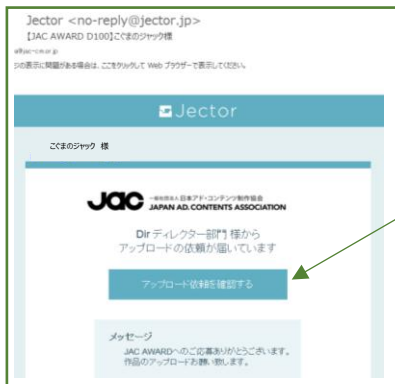 Jector <no-reply@jector.jp>
【JAC AWARD D100】こぐまのジャック様
の表示に問題がある場合は、ここをクリックして Web ブラウザーで表示してください。
Jector
こぐまのジャック 様
JAC 一般社団法人日本アド・コンテンツ制作協会
JAPAN AD. CONTENTS ASSOCIATION
Dirディレクター部門 様から
アップロードの依頼が届いています
アップロード依頼を確認する
メッセージ
JAC AWARDへのご応募ありがとうございます。
作品のアップロードお願い致します。